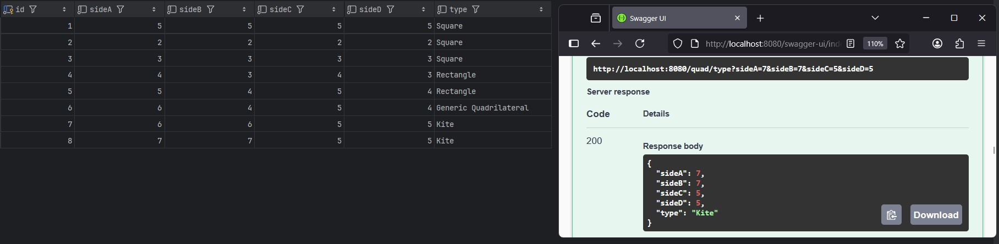 id sideA sideB sideC sideD type
1 5 5 5 5 Square
2 2 2 2 2 Square
3 3 3 3 3 Square
4 4 3 4 3 Rectangle
5 5 4 5 4 Rectangle
6 6 4 5 4 Generic Quadrilateral
7 6 6 5 5 Kite
8 7 7 5 5 Kite
Swagger UI
http://localhost:8080/swagger-ui/ind 110%
http://localhost:8080/quad/type?sideA=7&sideB=7&sideC=5&sideD=5
Server response
Code Details
200
Response body
{
"sideA": 7,
"sideB": 7,
"sideC": 5,
"sideD": 5,
"type": "Kite"
}
Download